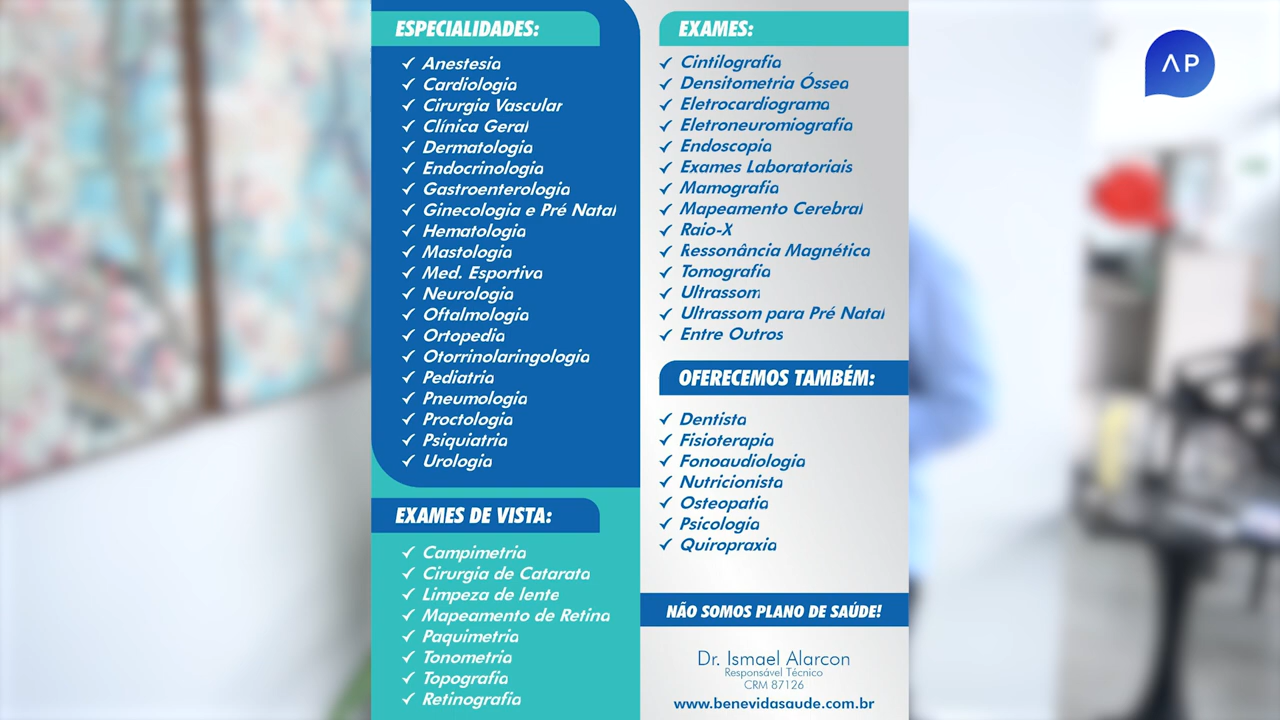 ESPECIALIDADES:
✓ Anestesia
✓ Cardiologia
✓ Cirurgia Vascular
✓ Clínica Geral
✓ Dermatologia
✓ Endocrinologia
✓ Gastroenterologia
✓ Ginecologia e Pré Natal
✓ Hematologia
✓ Mastologia
✓ Med. Esportiva
✓ Neurologia
✓ Oftalmologia
✓ Ortopedia
✓ Otorrinolaringologia
✓ Pediatria
✓ Pneumologia
✓ Proctologia
✓ Psiquiatria
✓ Urologia
EXAMES DE VISTA:
✓ Campimetria
✓ Cirurgia de Catarata
✓ Limpeza de lente
✓ Mapeamento de Retina
✓ Paquimetria
✓ Tonometria
✓ Topografia
✓ Retinografia
EXAMES:
✓ Cintilografia
✓ Densitometria Óssea
✓ Eletrocardiograma
✓ Eletroneuromiografia
✓ Endoscopia
✓ Exames Laboratoriais
✓ Mamografia
✓ Mapeamento Cerebral
✓ Raio-X
✓ Ressonância Magnética
✓ Tomografia
✓ Ultrassom
✓ Ultrassom para Pré Natal
✓ Entre Outros
OFERECEMOS TAMBÉM:
✓ Dentista
✓ Fisioterapia
✓ Fonoaudiologia
✓ Nutricionista
✓ Osteopatia
✓ Psicologia
✓ Quiropraxia
NÃO SOMOS PLANO DE SAÚDE!
Dr. Ismael Alarcon
Responsável Técnico
CRM 87126
www.benevidasaude.com.br
AP